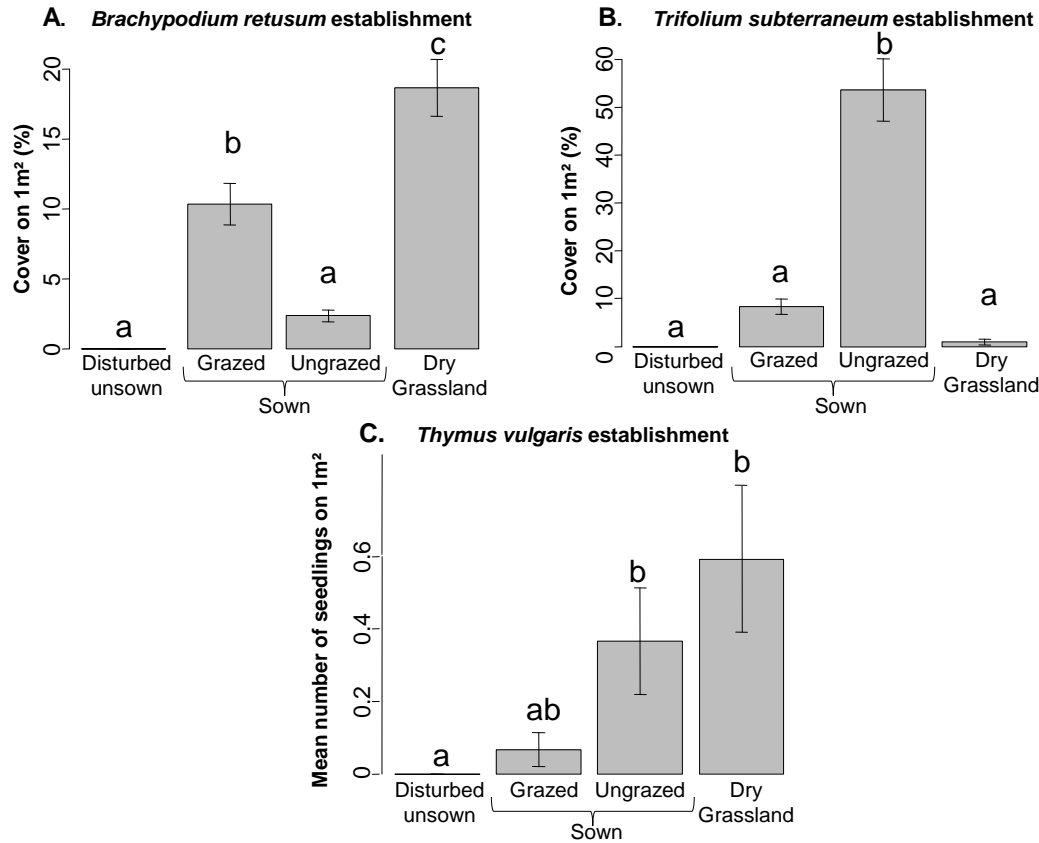 A. Brachypodium retusum establishment
Cover on 1m² (%)
20
15
10
5
0
a
b
a
c
Disturbed
unsown
Grazed
Ungrazed
Dry
Grassland
Sown
B. Trifolium subterraneum establishment
Cover on 1m² (%)
60
50
40
30
20
10
0
a
a
b
a
Disturbed
unsown
Grazed
Ungrazed
Dry
Grassland
Sown
C. Thymus vulgaris establishment
Mean number of seedlings on 1m²
0.6
0.4
0.2
0
a
ab
b
b
Disturbed
unsown
Grazed
Ungrazed
Dry
Grassland
Sown